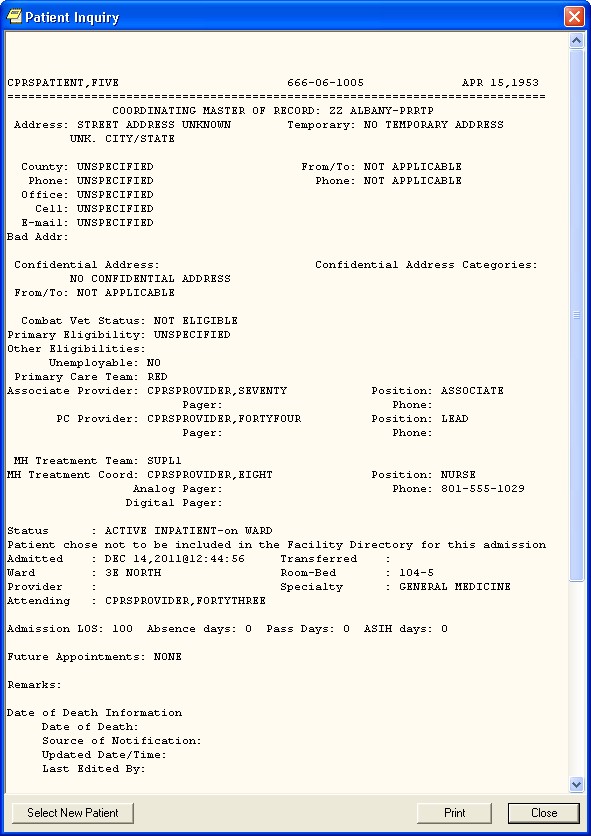 Patient Inquiry
CPRSPATIENT,FIVE 666-06-1005 APR 15,1953
=============================================================================
COORDINATING MASTER OF RECORD: ZZ ALBANY-PRRTP
Address: STREET ADDRESS UNKNOWN Temporary: NO TEMPORARY ADDRESS
UNK. CITY/STATE
County: UNSPECIFIED From/To: NOT APPLICABLE
Phone: UNSPECIFIED Phone: NOT APPLICABLE
Office: UNSPECIFIED
Cell: UNSPECIFIED
E-mail: UNSPECIFIED
Bad Addr:
Confidential Address: Confidential Address Categories:
NO CONFIDENTIAL ADDRESS
From/To: NOT APPLICABLE
Combat Vet Status: NOT ELIGIBLE
Primary Eligibility: UNSPECIFIED
Other Eligibilities:
Unemployable: NO
Primary Care Team: RED
Associate Provider: CPRSPROVIDER,SEVENTY Position: ASSOCIATE
Pager: Phone:
PC Provider: CPRSPROVIDER,FORTYFOUR Position: LEAD
Pager: Phone:
MH Treatment Team: SUPL1
MH Treatment Coord: CPRSPROVIDER,EIGHT Position: NURSE
Analog Pager: Phone: 801-555-1029
Digital Pager:
Status : ACTIVE INPATIENT-on WARD
Patient chose not to be included in the Facility Directory for this admission
Admitted : DEC 14,2011@12:44:56 Transferred :
Ward : 3E NORTH Room-Bed : 104-5
Provider : Specialty : GENERAL MEDICINE
Attending : CPRSPROVIDER,FORTYTHREE
Admission LOS: 100 Absence days: 0 Pass Days: 0 ASIH days: 0
Future Appointments: NONE
Remarks:
Date of Death Information
Date of Death:
Source of Notification:
Updated Date/Time:
Last Edited By:
Select New Patient Print Close